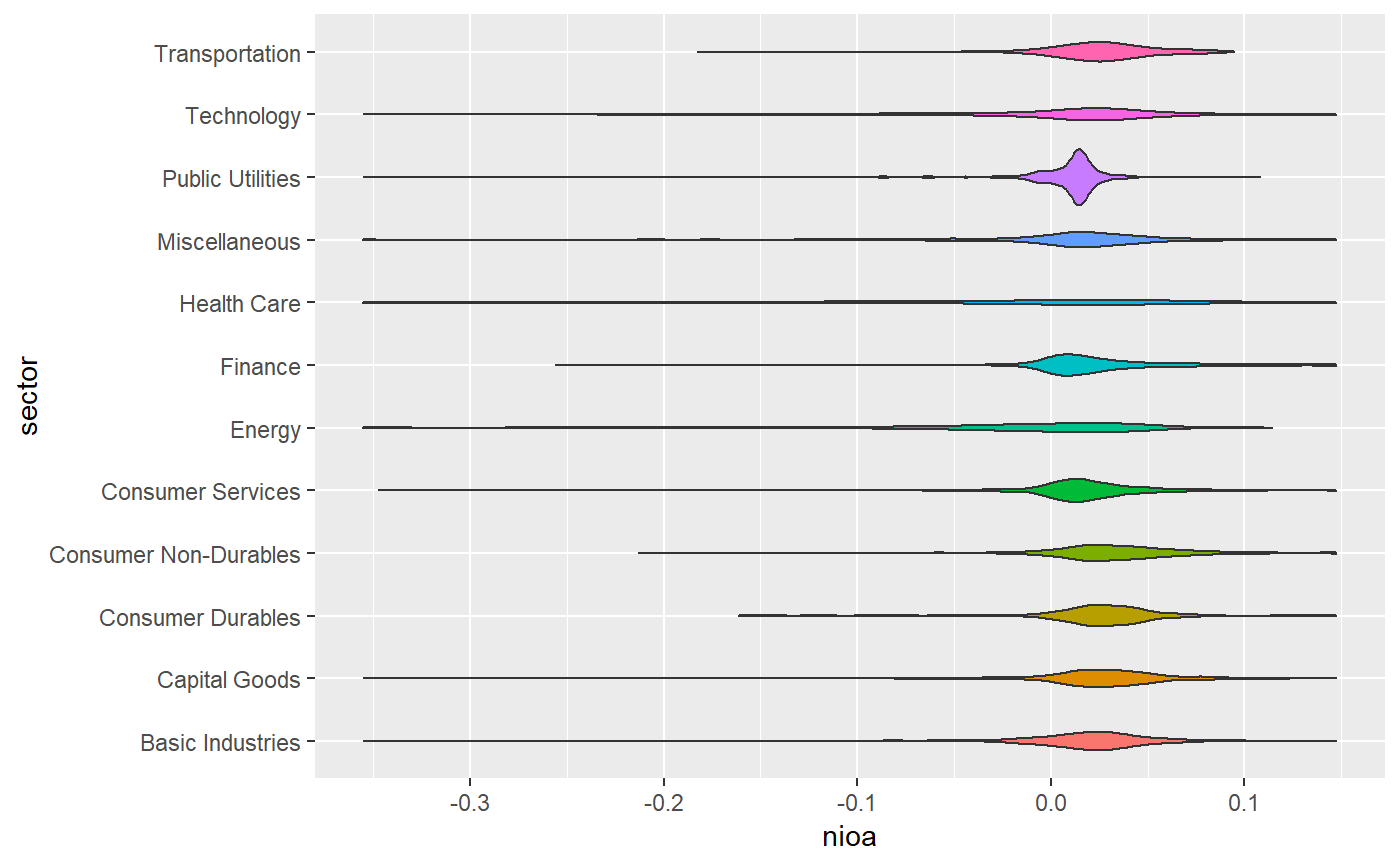 Transportation
Technology
Public Utilities
Miscellaneous
Health Care
Finance
Energy
Consumer Services
Consumer Non-Durables
Consumer Durables
Capital Goods
Basic Industries
sector
-0.3 -0.2 -0.1 0.0 0.1
nioa